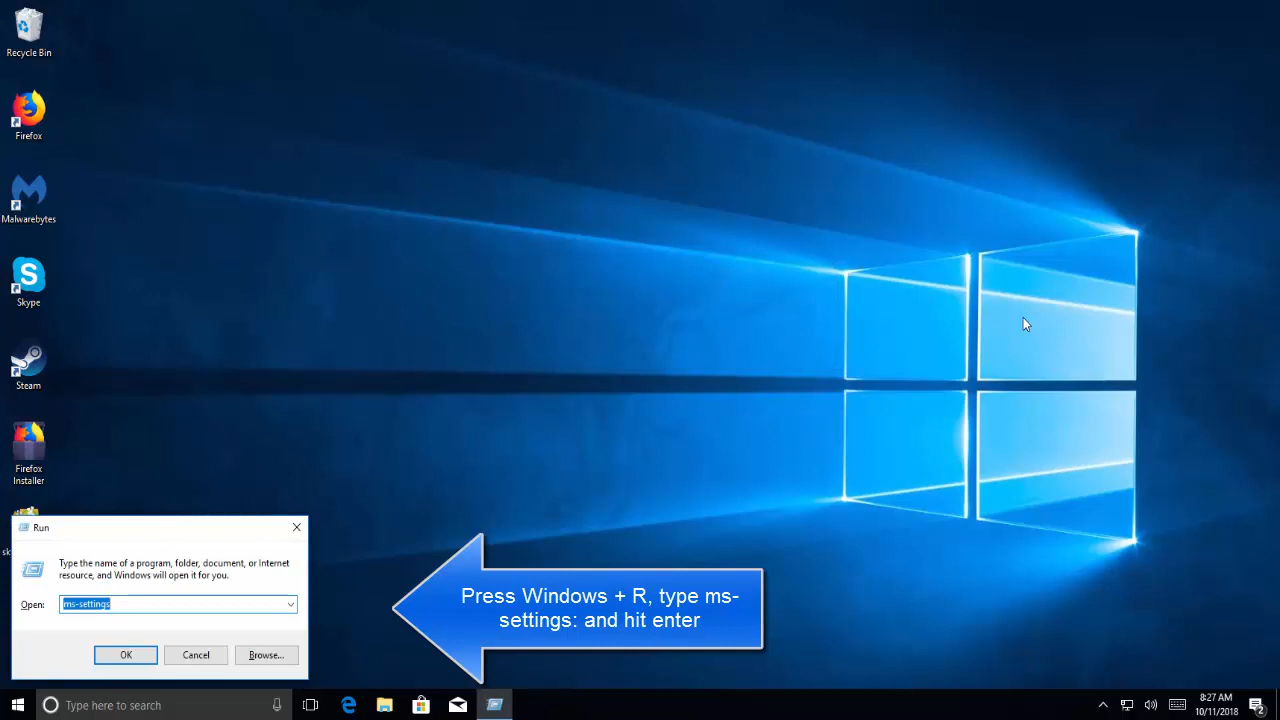 Recycle Bin
Firefox
Malwarebytes
Skype
Steam
Firefox
Installer
sk
Run
Type the name of a program, folder, document, or Internet
resource, and Windows will open it for you.
Open:
ms-settings
OK
Cancel
Browse...
Press Windows + R, type ms-
settings: and hit enter
Type here to search
8:27 AM
10/11/2018
2